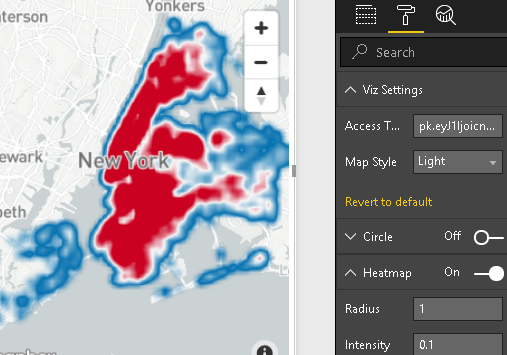 Yonkers
terson
Search
Viz Settings
Access T... pk.eyJ1Ijoicn...
New York
ewark
Map Style Light
Revert to default
beth
Circle Off
Heatmap On
Radius 1
Intensity 0.1